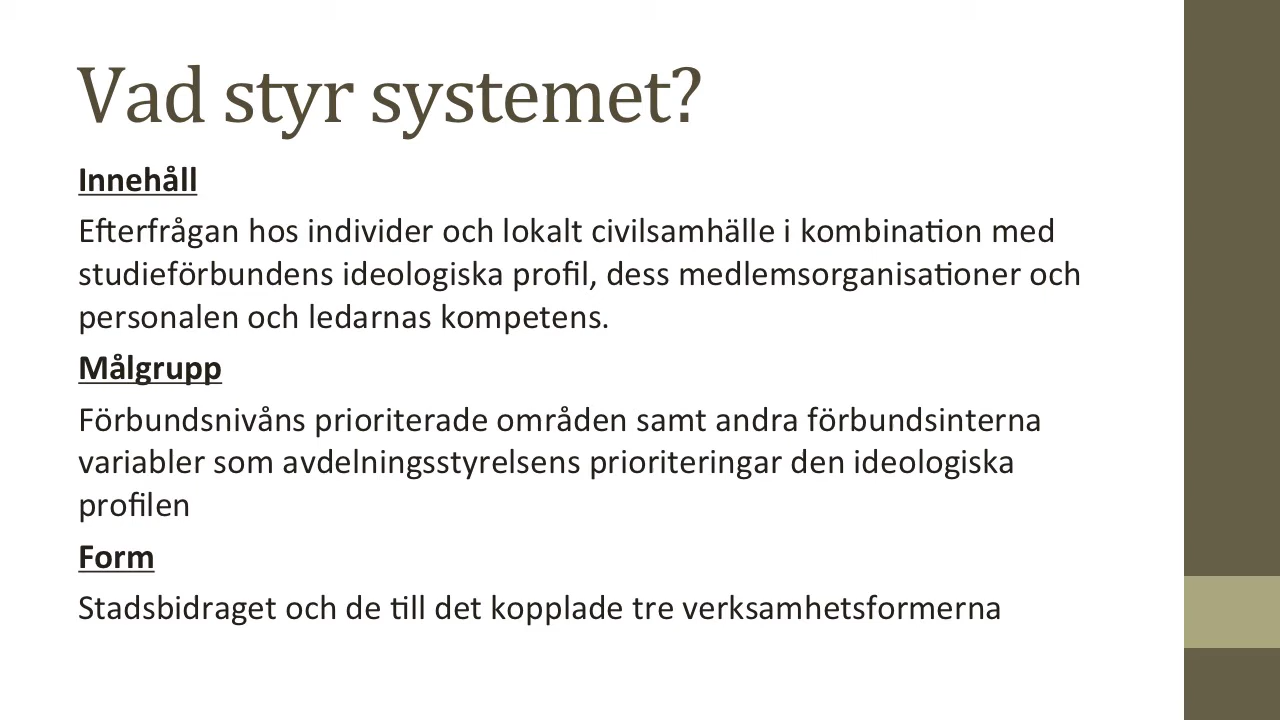 Vad styr systemet?
Innehåll
Efterfrågan hos individer och lokalt civilsamhälle i kombination med
studieförbundens ideologiska profil, dess medlemsorganisationer och
personalen och ledarnas kompetens.
Målgrupp
Förbundsnivåns prioriterade områden samt andra förbundsinterna
variabler som avdelningsstyrelsens prioriteringar den ideologiska
profilen
Form
Stadsbidraget och de till det kopplade tre verksamhetsformerna